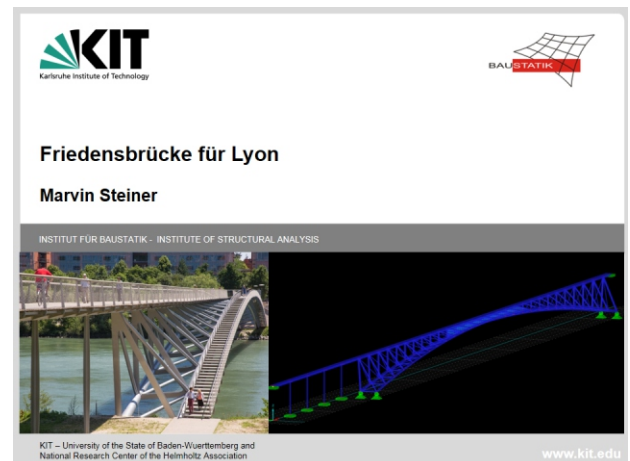 KIT
Karlsruhe Institute of Technology
BAUSTATIK
Friedensbrücke für Lyon
Marvin Steiner
INSTITUT FÜR BAUSTATIK - INSTITUTE OF STRUCTURAL ANALYSIS
KIT – University of the State of Baden-Wuerttemberg and
National Research Center of the Helmholtz Association
www.kit.edu